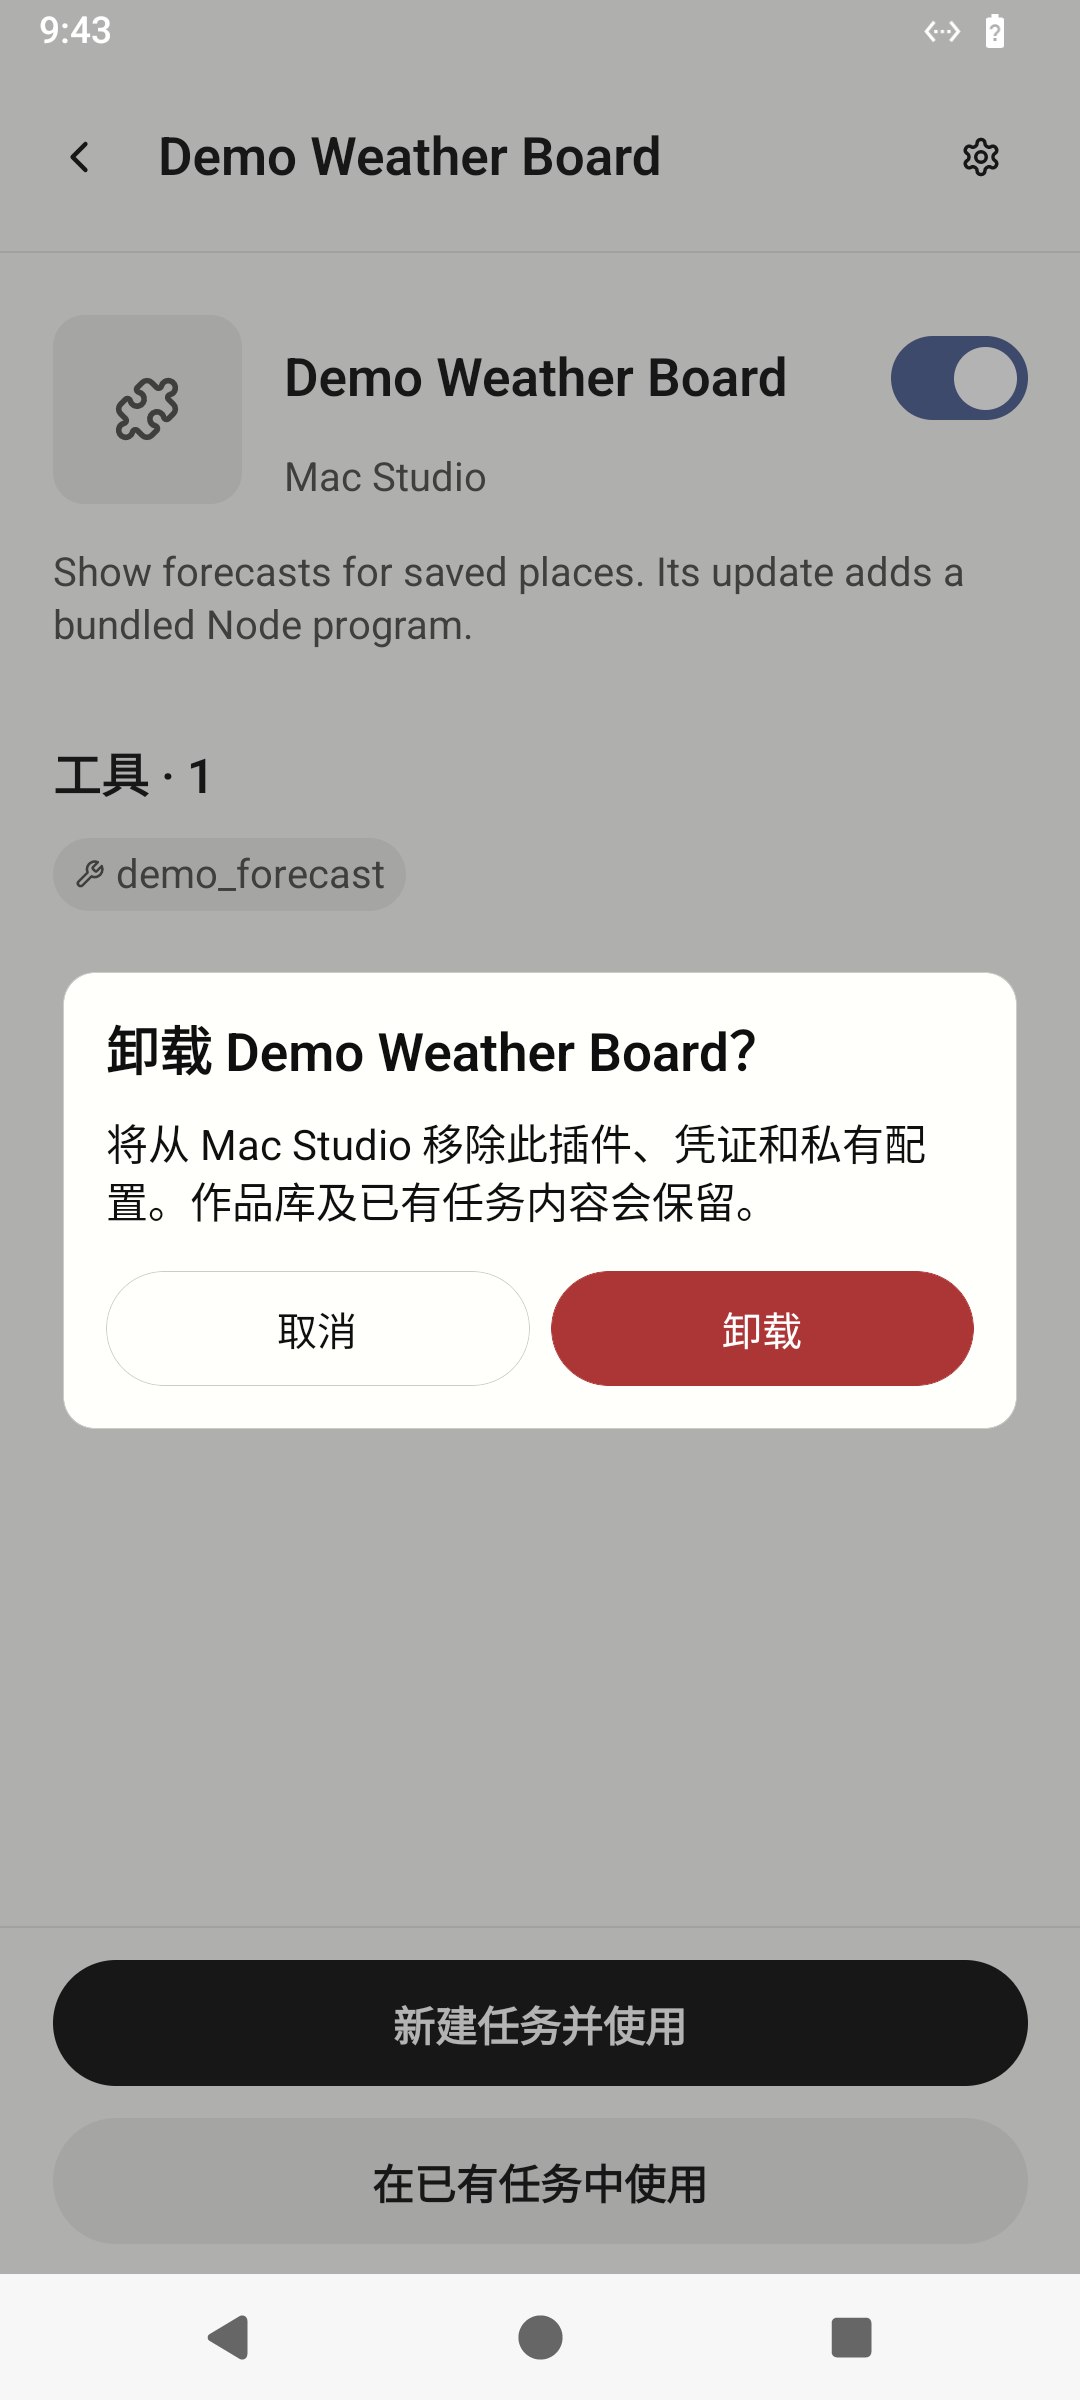 9:43
Demo Weather Board
Demo Weather Board
Mac Studio
Show forecasts for saved places. Its update adds a
bundled Node program.
工具 · 1
demo_forecast
卸载 Demo Weather Board?
将从 Mac Studio 移除此插件、凭证和私有配
置。作品库及已有任务内容会保留。
取消
卸载
新建任务并使用
在已有任务中使用